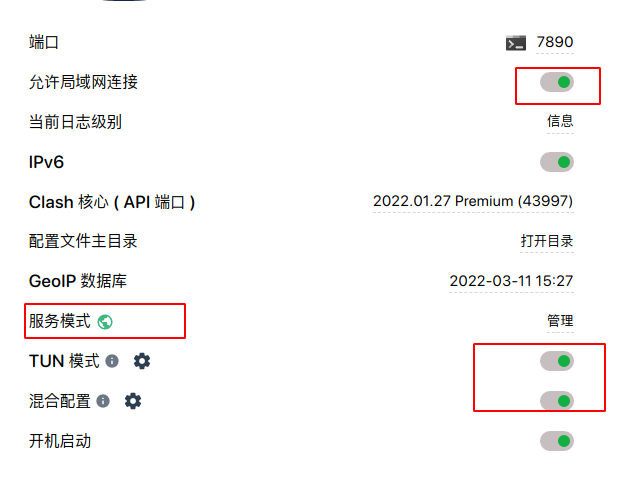 端口 7890
允许局域网连接
当前日志级别 信息
IPv6
Clash 核心 ( API 端口 ) 2022.01.27 Premium (43997)
配置文件主目录 打开目录
GeoIP 数据库 2022-03-11 15:27
服务模式 管理
TUN 模式
混合配置
开机启动